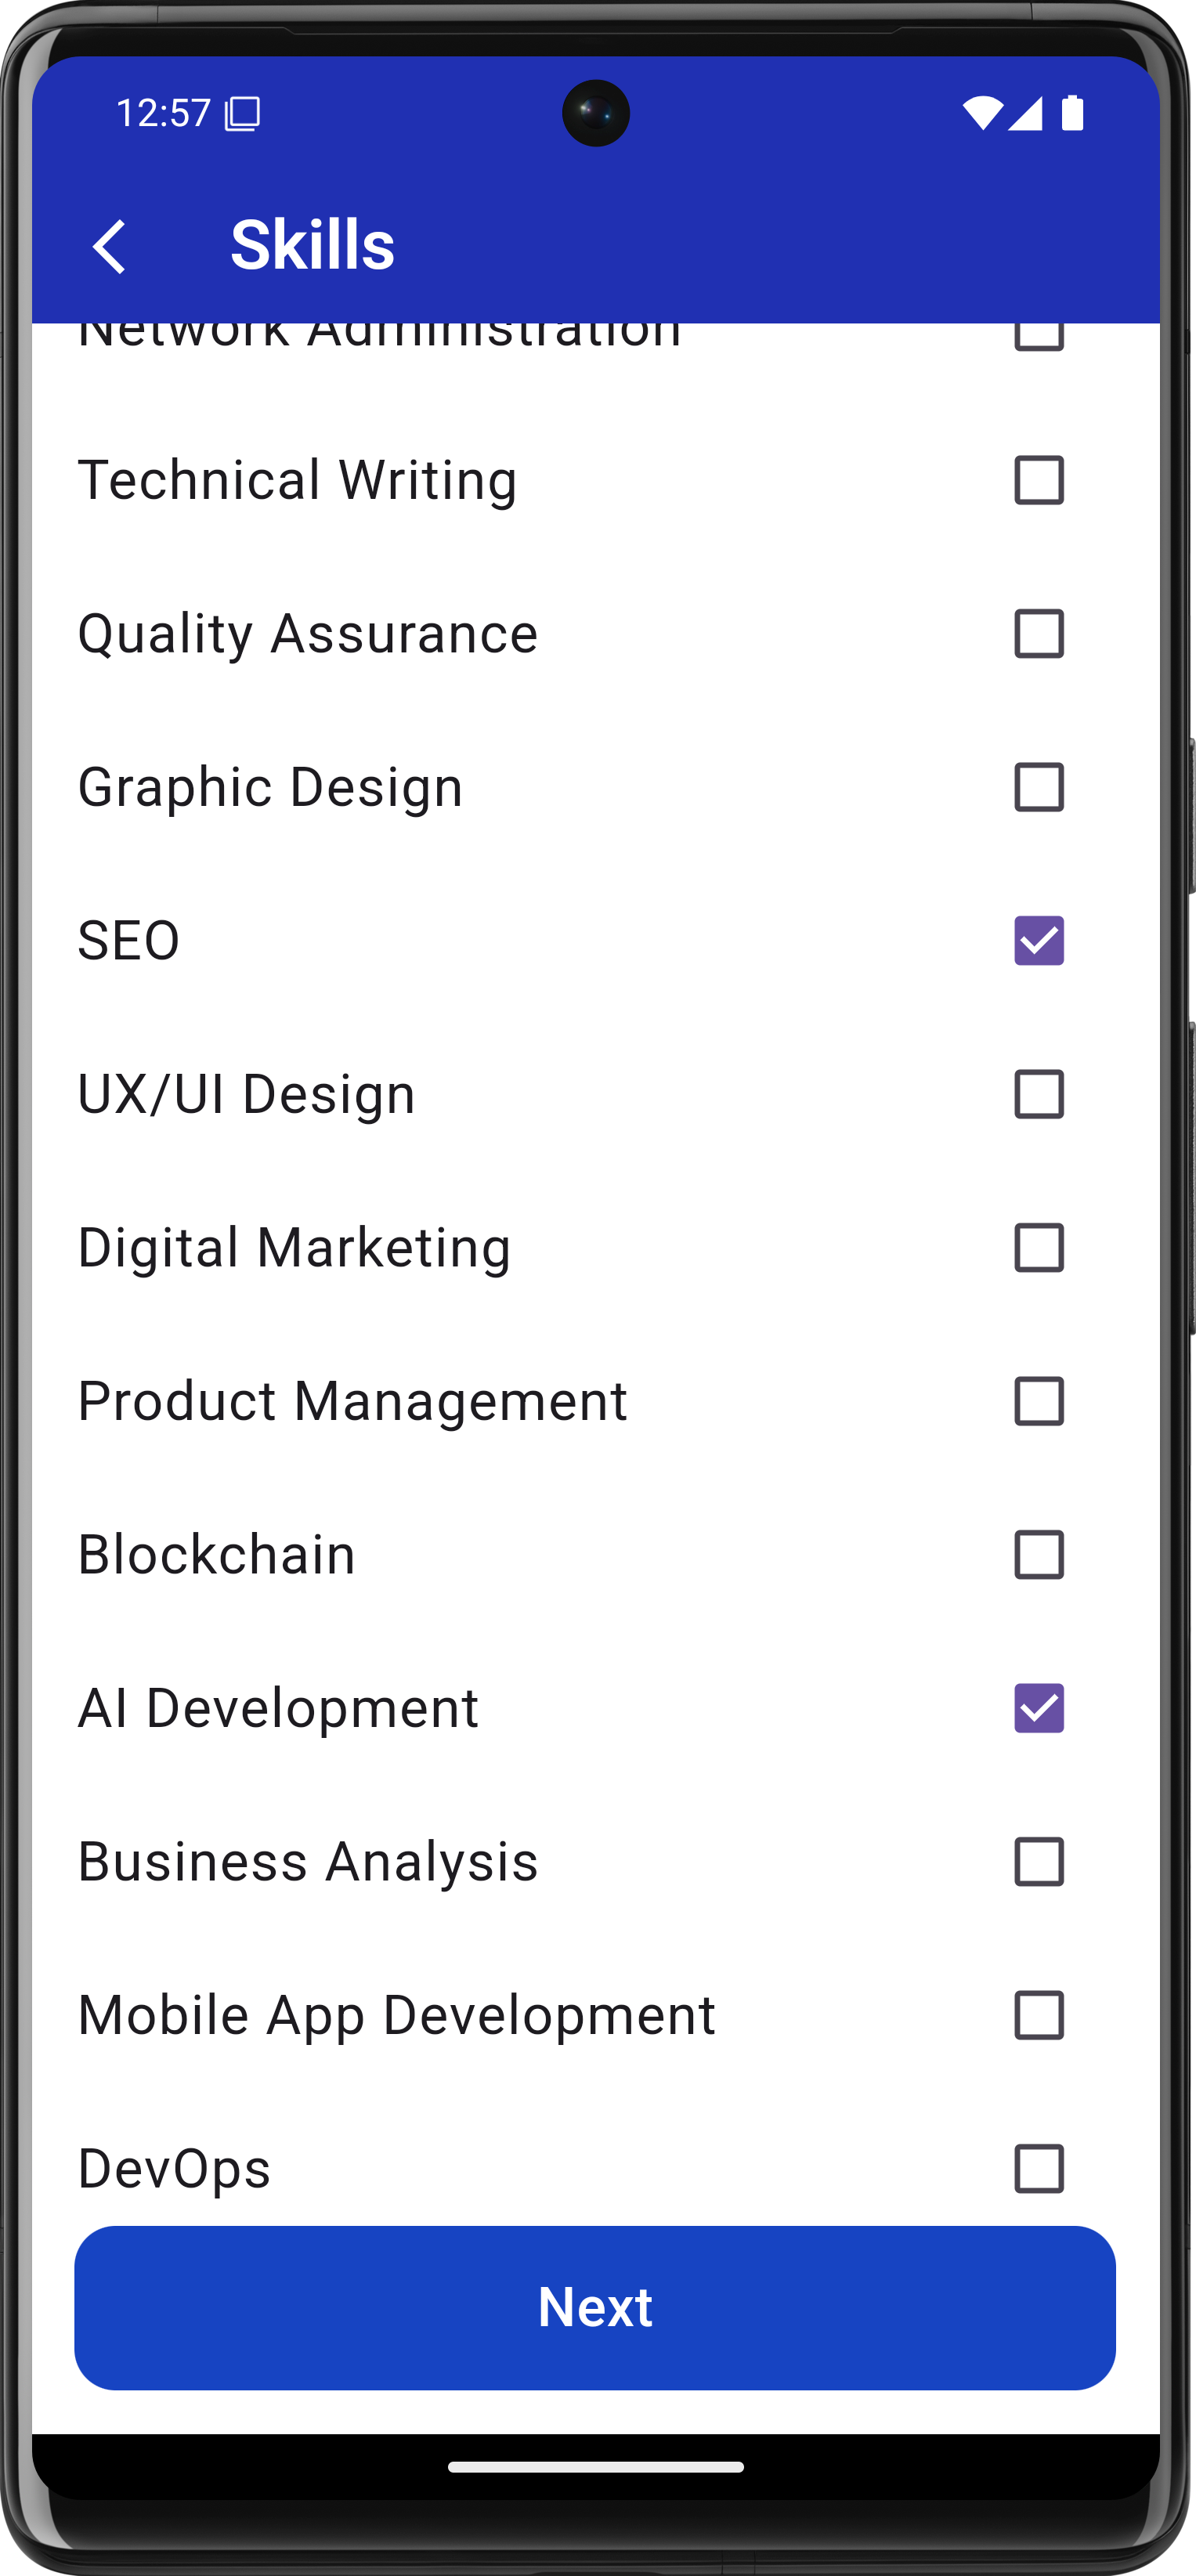 12:57
Skills
Network Administration
Technical Writing
Quality Assurance
Graphic Design
SEO
UX/UI Design
Digital Marketing
Product Management
Blockchain
AI Development
Business Analysis
Mobile App Development
DevOps
Next